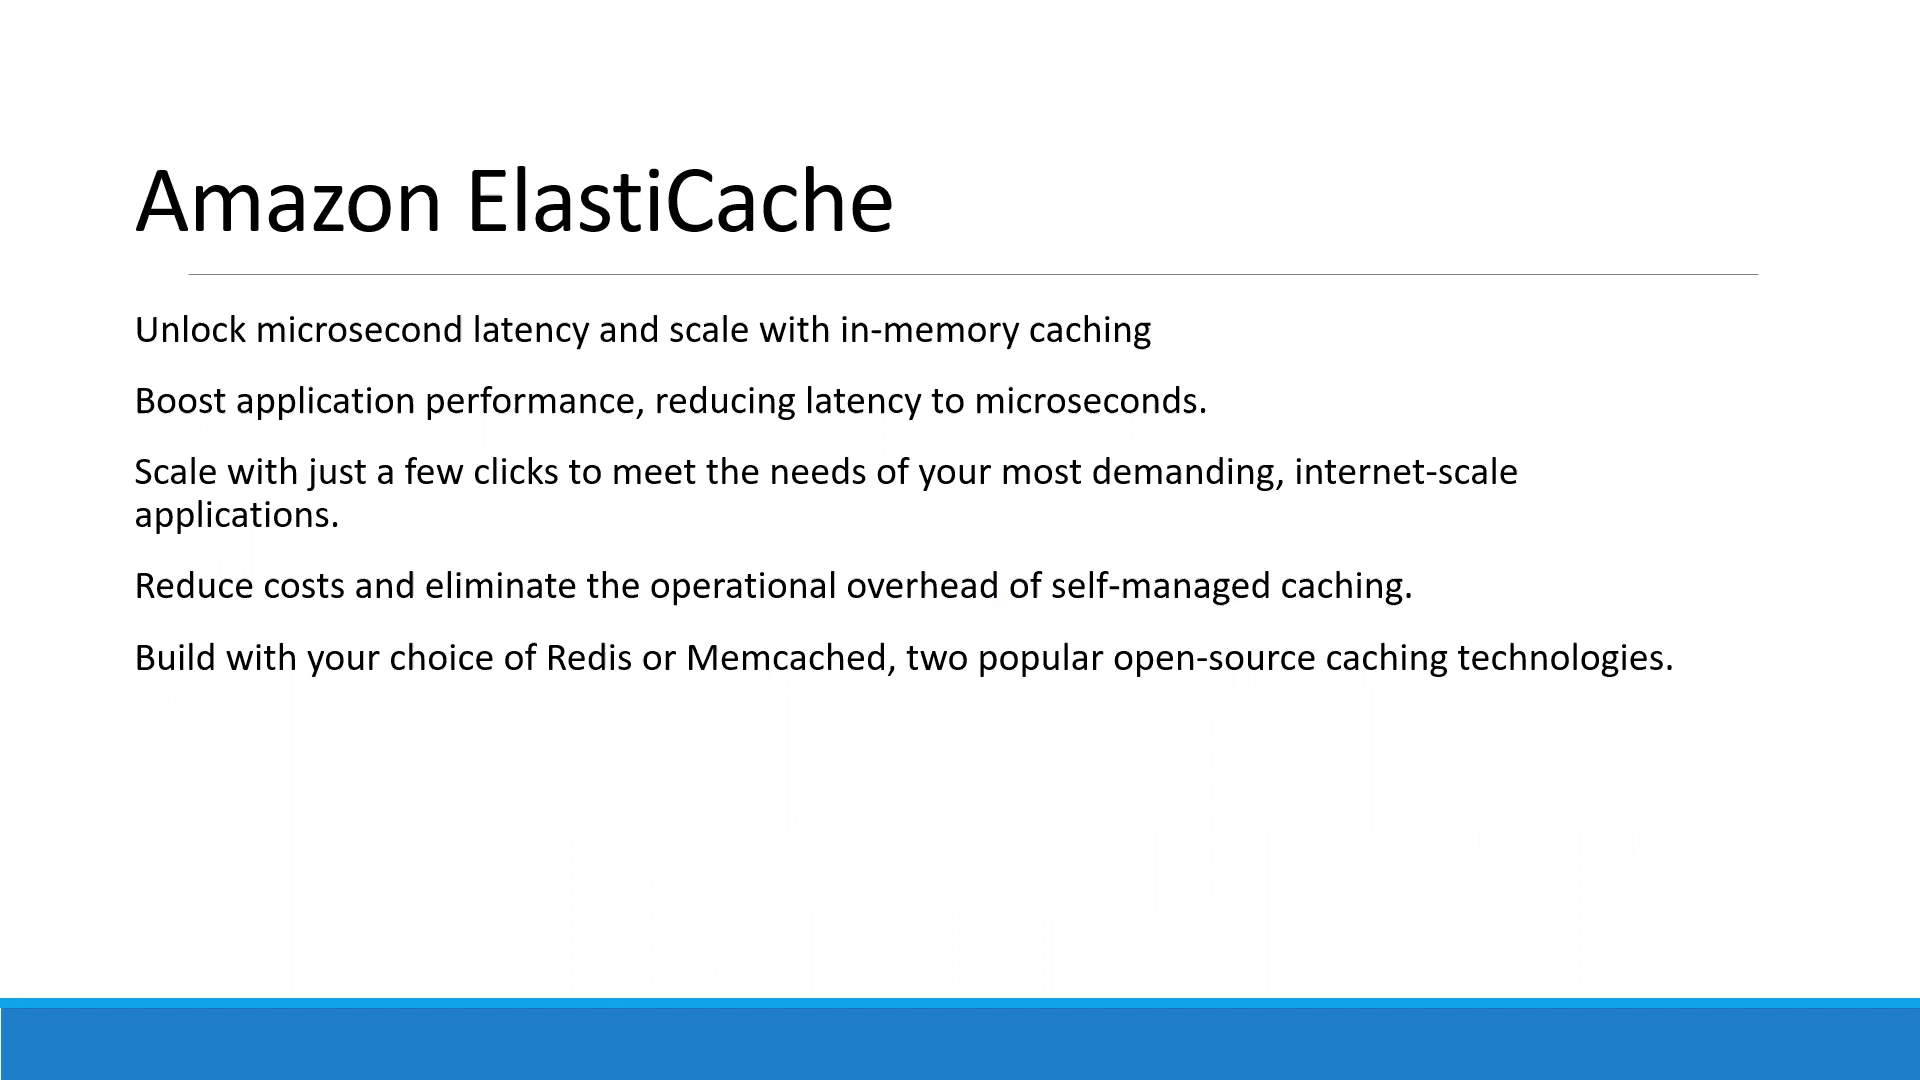 Amazon ElastiCache
Unlock microsecond latency and scale with in-memory caching
Boost application performance, reducing latency to microseconds.
Scale with just a few clicks to meet the needs of your most demanding, internet-scale
applications.
Reduce costs and eliminate the operational overhead of self-managed caching.
Build with your choice of Redis or Memcached, two popular open-source caching technologies.